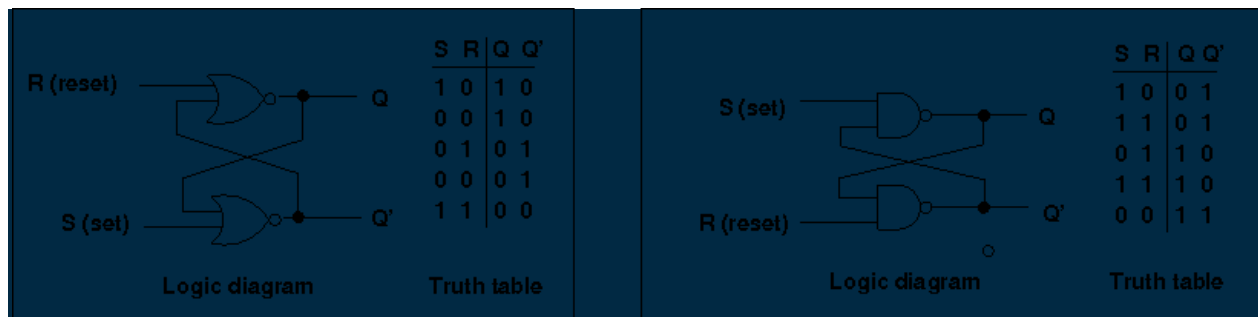 R (reset)
S (set)
Q
Q'
Logic diagram
S R Q Q'
1 0 1 0
0 0 1 0
0 1 0 1
0 0 0 1
1 1 0 0
Truth table
S (set)
R (reset)
Q
Q'
Logic diagram
S R Q Q'
1 0 0 1
1 1 0 1
0 1 1 0
1 1 1 0
0 0 1 1
Truth table